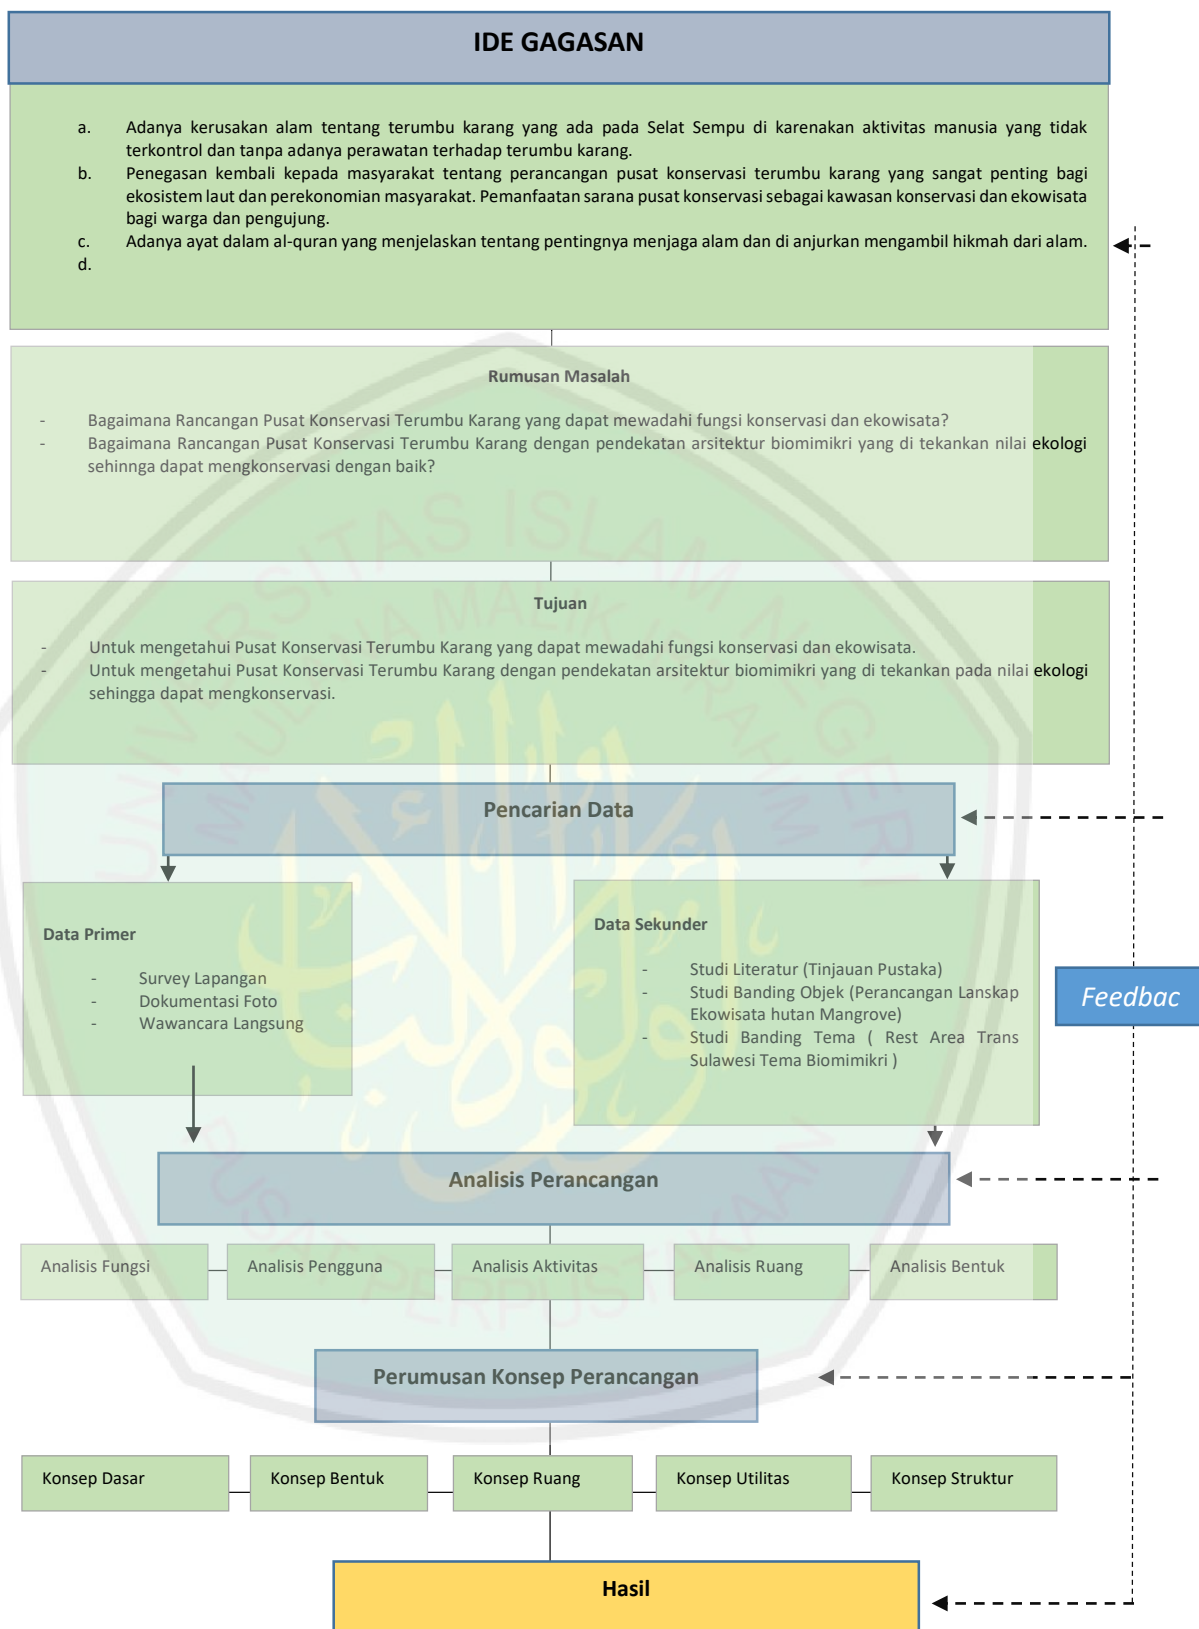 IDE GAGASAN
a. Adanya kerusakan alam tentang terumbu karang yang ada pada Selat Sempu di karenakan aktivitas manusia yang tidak
terkontrol dan tanpa adanya perawatan terhadap terumbu karang.
b. Penegasan kembali kepada masyarakat tentang perancangan pusat konservasi terumbu karang yang sangat penting bagi
ekosistem laut dan perekonomian masyarakat. Pemanfaatan sarana pusat konservasi sebagai kawasan konservasi dan ekowisata
bagi warga dan pengujung.
c. Adanya ayat dalam al-quran yang menjelaskan tentang pentingnya menjaga alam dan di anjurkan mengambil hikmah dari alam.
d.
Rumusan Masalah
- Bagaimana Rancangan Pusat Konservasi Terumbu Karang yang dapat mewadahi fungsi konservasi dan ekowisata?
- Bagaimana Rancangan Pusat Konservasi Terumbu Karang dengan pendekatan arsitektur biomimikri yang di tekankan nilai ekologi
sehinnga dapat mengkonservasi dengan baik?
Tujuan
- Untuk mengetahui Pusat Konservasi Terumbu Karang yang dapat mewadahi fungsi konservasi dan ekowisata.
- Untuk mengetahui Pusat Konservasi Terumbu Karang dengan pendekatan arsitektur biomimikri yang di tekankan pada nilai ekologi
sehingga dapat mengkonservasi.
Pencarian Data
Data Primer
- Survey Lapangan
- Dokumentasi Foto
- Wawancara Langsung
Data Sekunder
- Studi Literatur (Tinjauan Pustaka)
- Studi Banding Objek (Perancangan Lanskap
Ekowisata hutan Mangrove)
- Studi Banding Tema ( Rest Area Trans
Sulawesi Tema Biomimikri )
Feedbac
Analisis Perancangan
Analisis Fungsi
Analisis Pengguna
Analisis Aktivitas
Analisis Ruang
Analisis Bentuk
Perumusan Konsep Perancangan
Konsep Dasar
Konsep Bentuk
Konsep Ruang
Konsep Utilitas
Konsep Struktur
Hasil
UNIVERSITAS ISLAM NEGERI
MAULANA MALIK IBRAHIM
PUSAT PERPUSTAKAAN